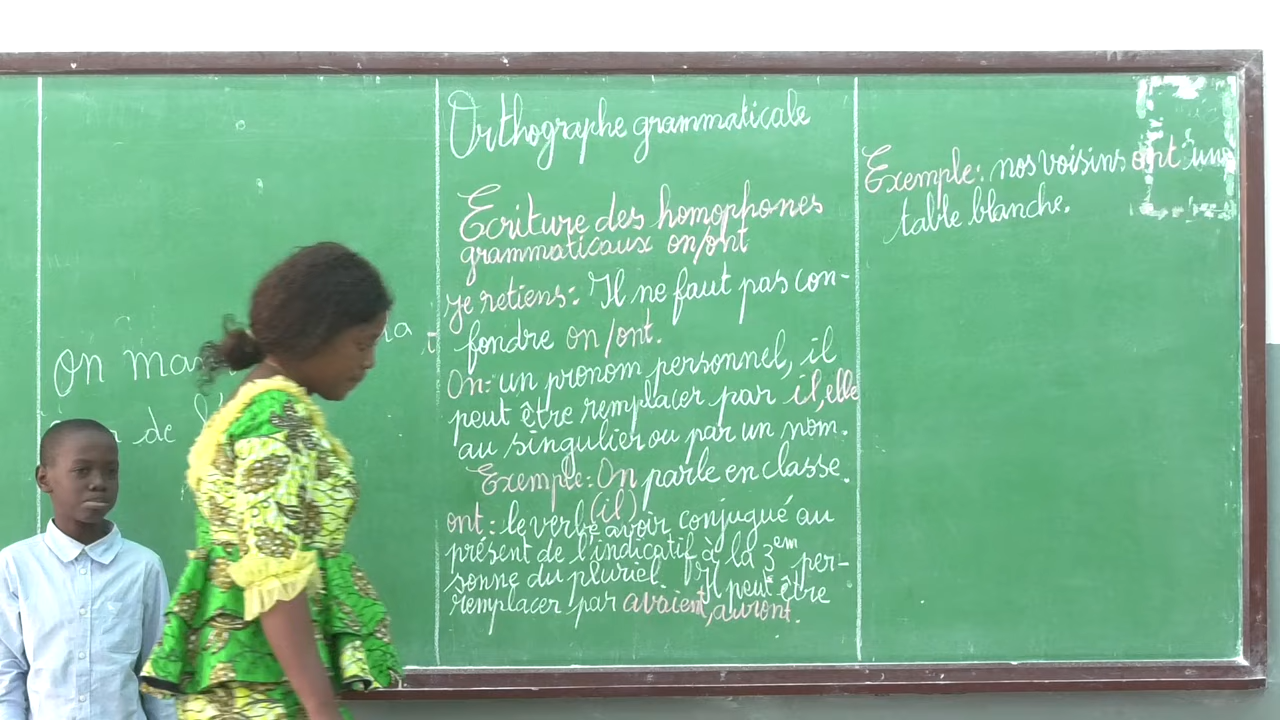 on
de
Orthographe grammaticale
Ecriture des homophones
grammaticaux on/ont
Je retiens: Il ne faut pas con-
fondre on/ont.
On: un pronom personnel, il
peut être remplacer par il, elle
au singulier ou par un nom.
Exemple: On parle en classe.
(il)
ont: le verbe avoir conjugué au
présent de l'indicatif à la 3em per-
sonne du pluriel. Il peut être
remplacer par avaient, auront.
Exemple: nos voisins ont une
table blanche.